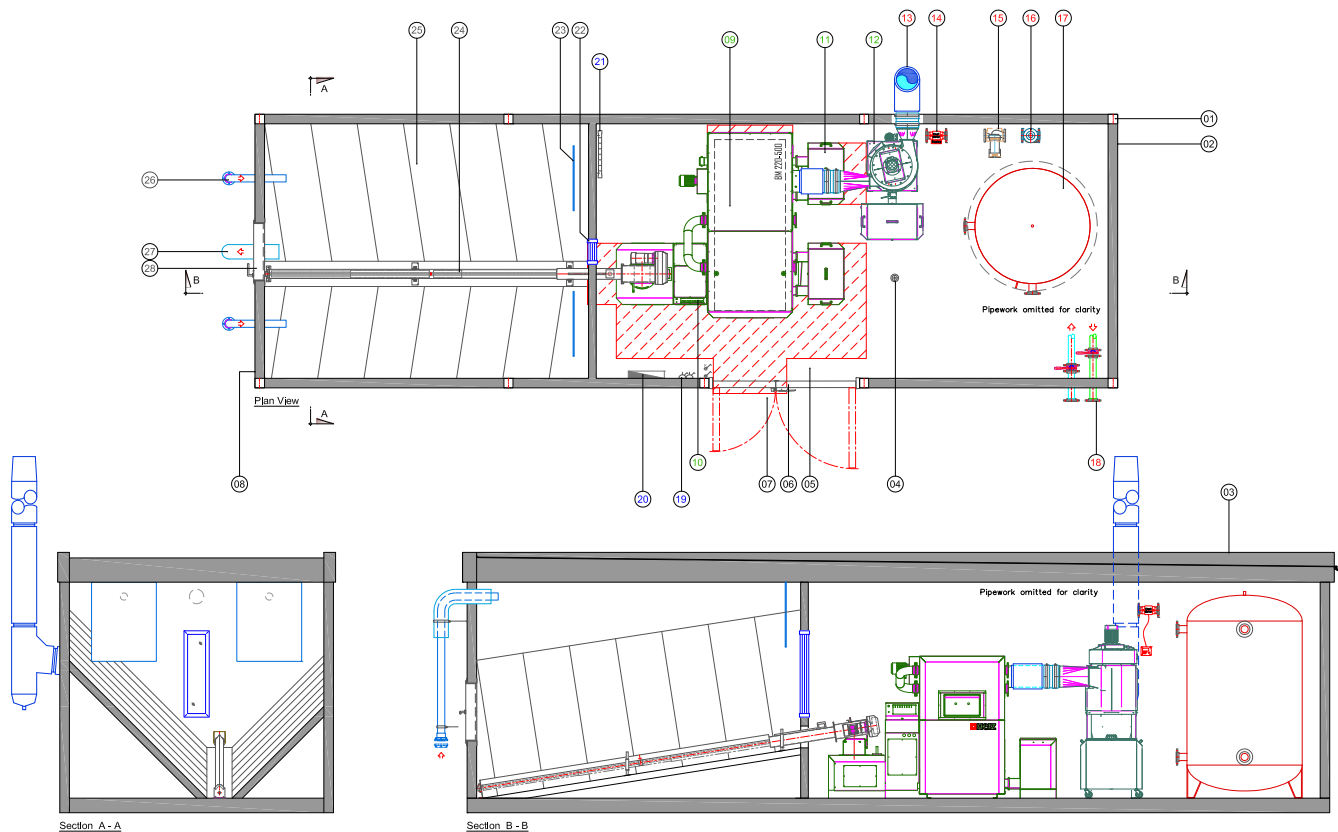 25
24
23
22
21
09
11
12
13
14
15
16
17
A
01
02
BM 220-500
26
27
28
B
B
Pipework omitted for clarity
Plan View
A
08
10
20
19
07
06
05
04
18
03
Pipework omitted for clarity
HERZ
Section A - A
Section B - B